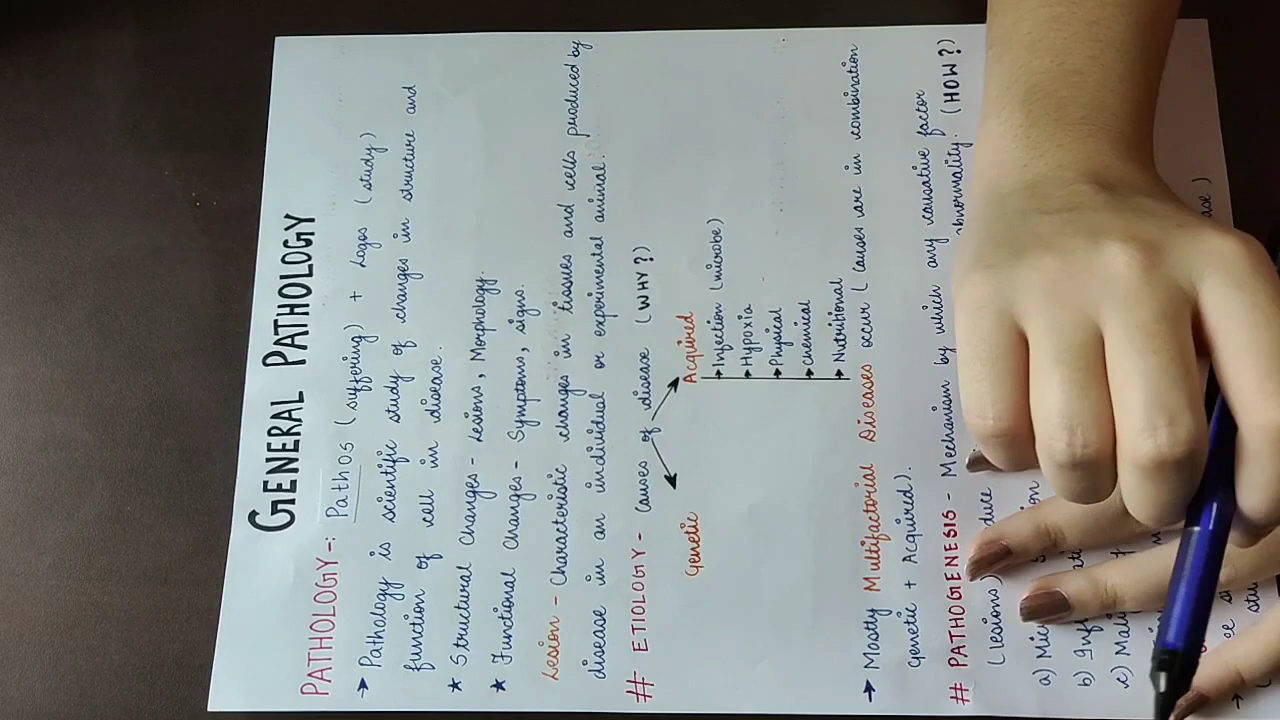 GENERAL PATHOLOGY
PATHOLOGY-: Pathos (suffering) + Logos (study)
→ Pathology is scientific study of changes in structure and
function of cell in disease.
★ Structural Changes - Lesions, Morphology.
★ Functional Changes - Symptoms, signs.
Lesion - Characteristic changes in tissues and cells produced by
disease in an individual or experimental animal.
# ETIOLOGY - Causes of disease (WHY?)
Genetic Acquired
→ Infection (microbe)
→ Hypoxia
→ Physical
→ Chemical
→ Nutritional
→ Mostly Multifactorial Diseases occur (causes are in combination
Genetic + Acquired).
# PATHOGENESIS - Mechanism by which any causative factor
(lesions) (HOW?)
a)
b)
c)